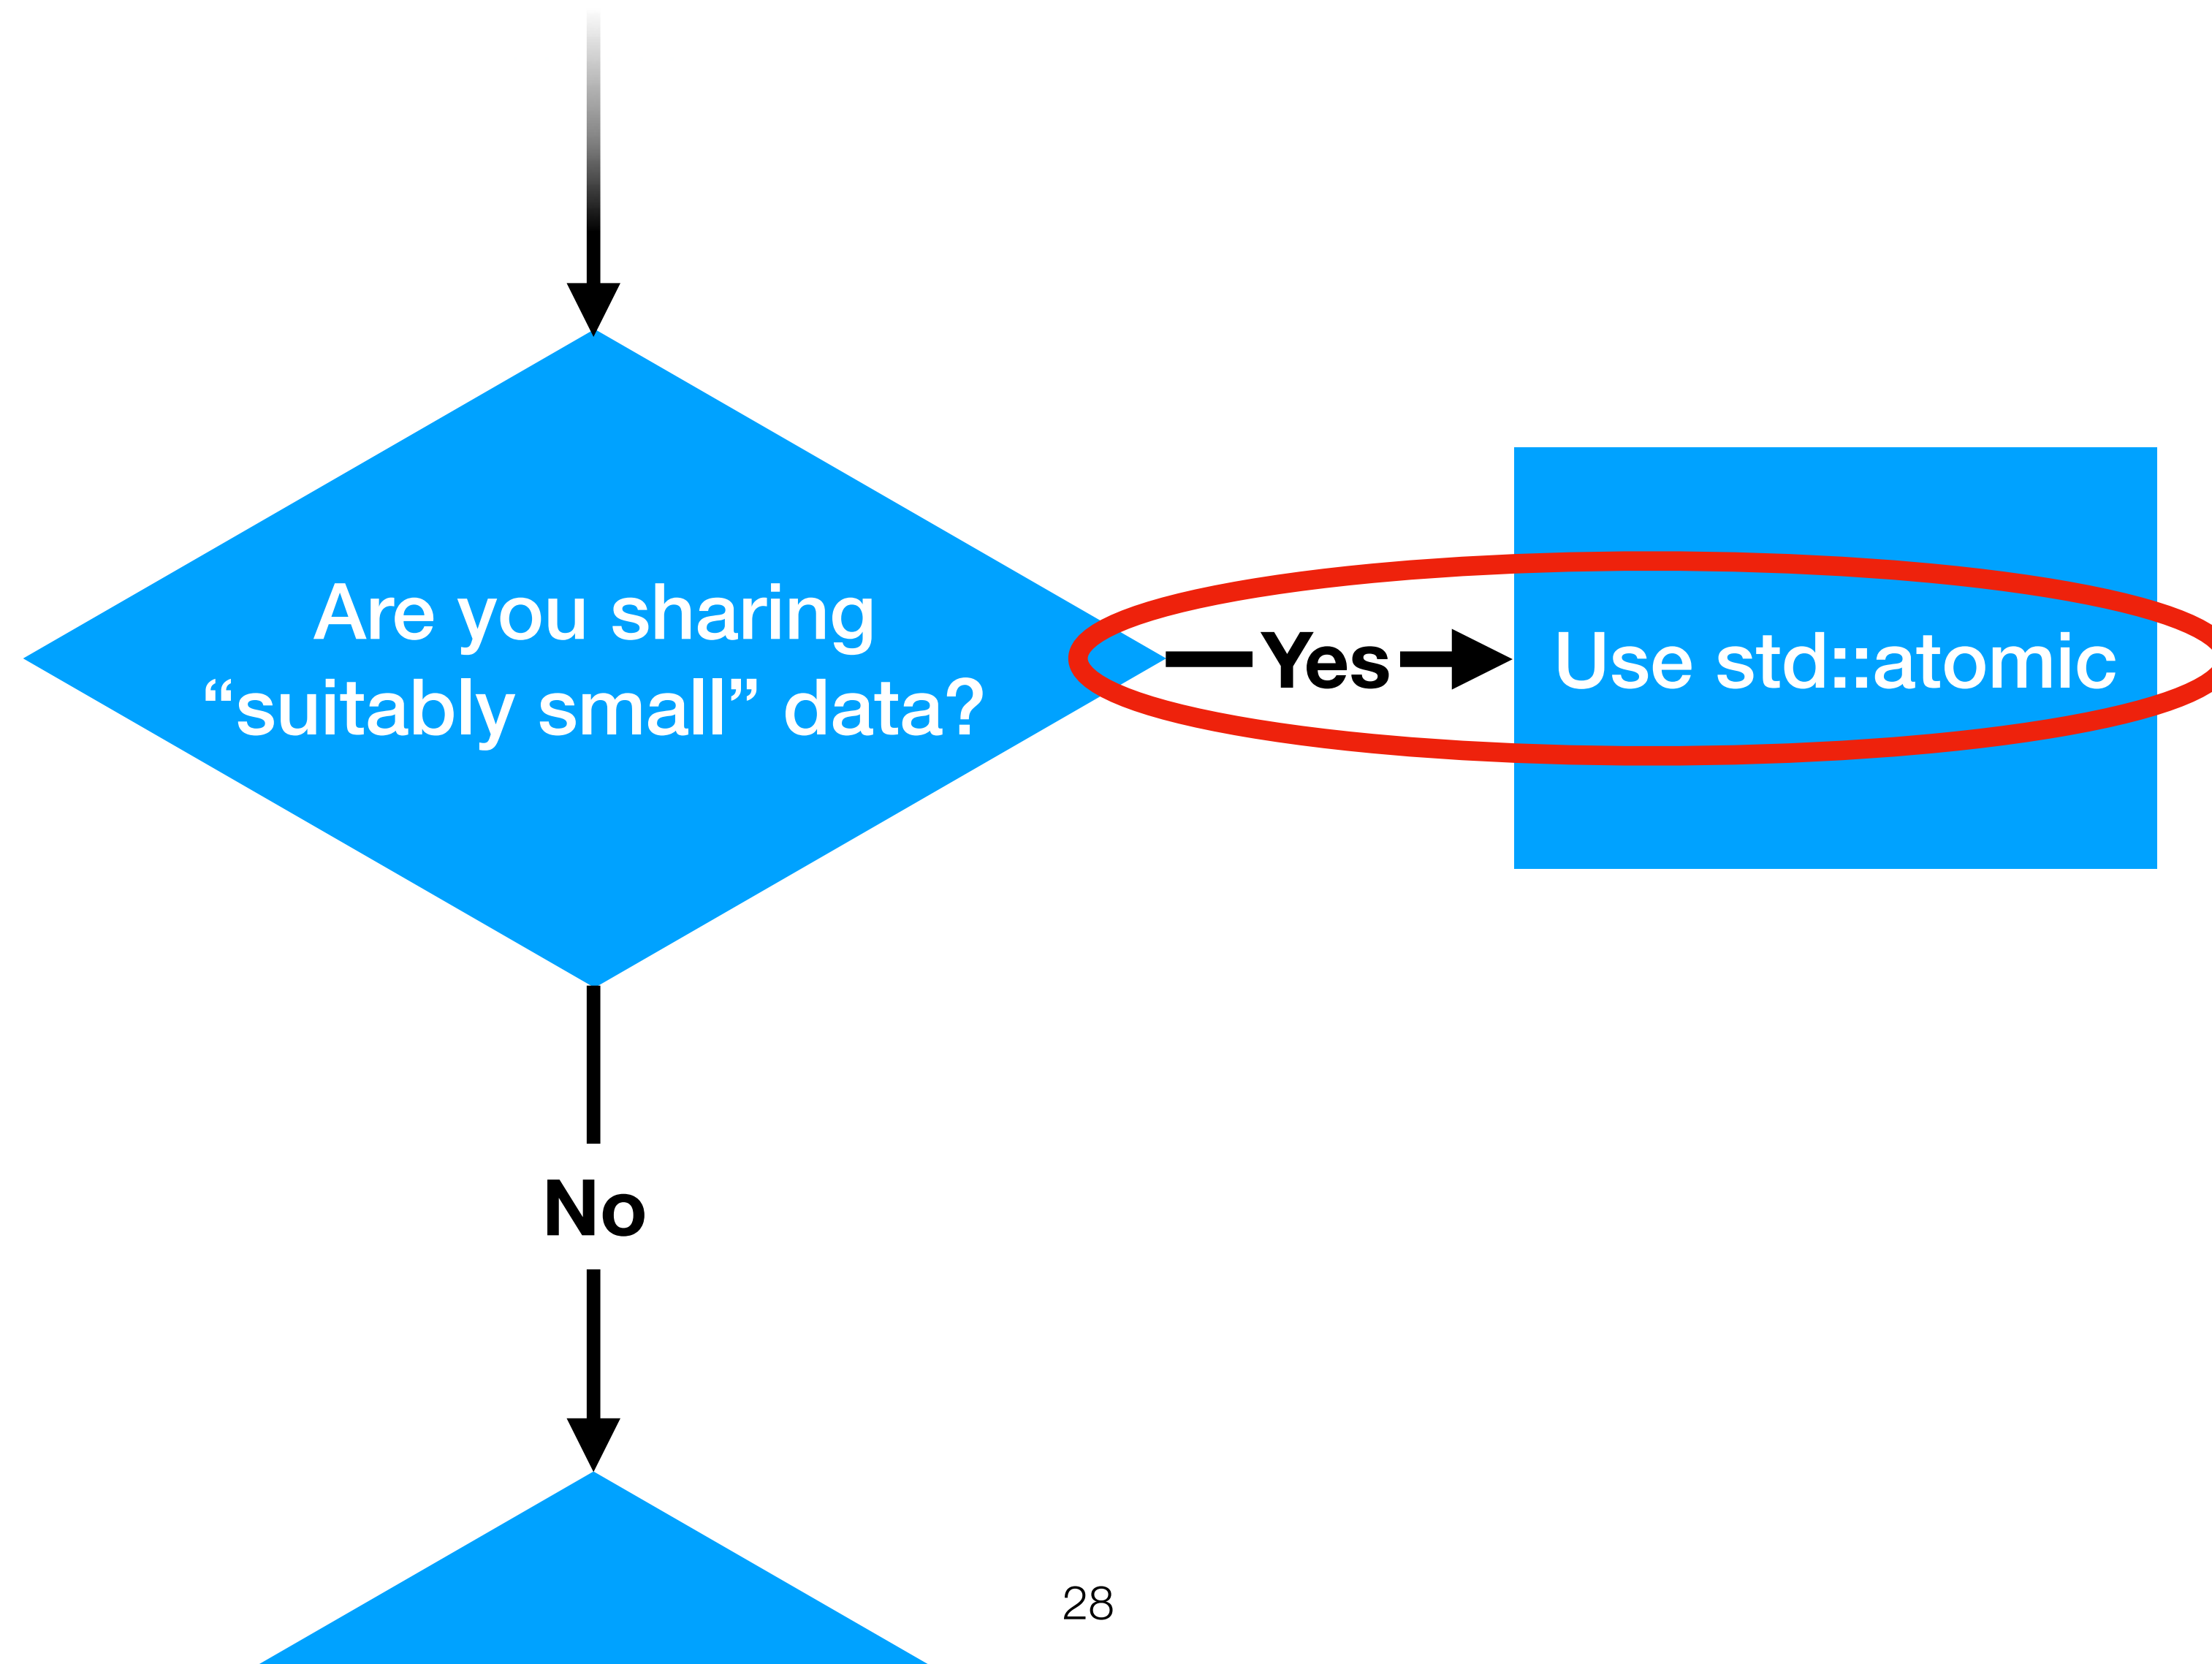 Are you sharing
“suitably small” data?
Yes
Use std::atomic
No
28